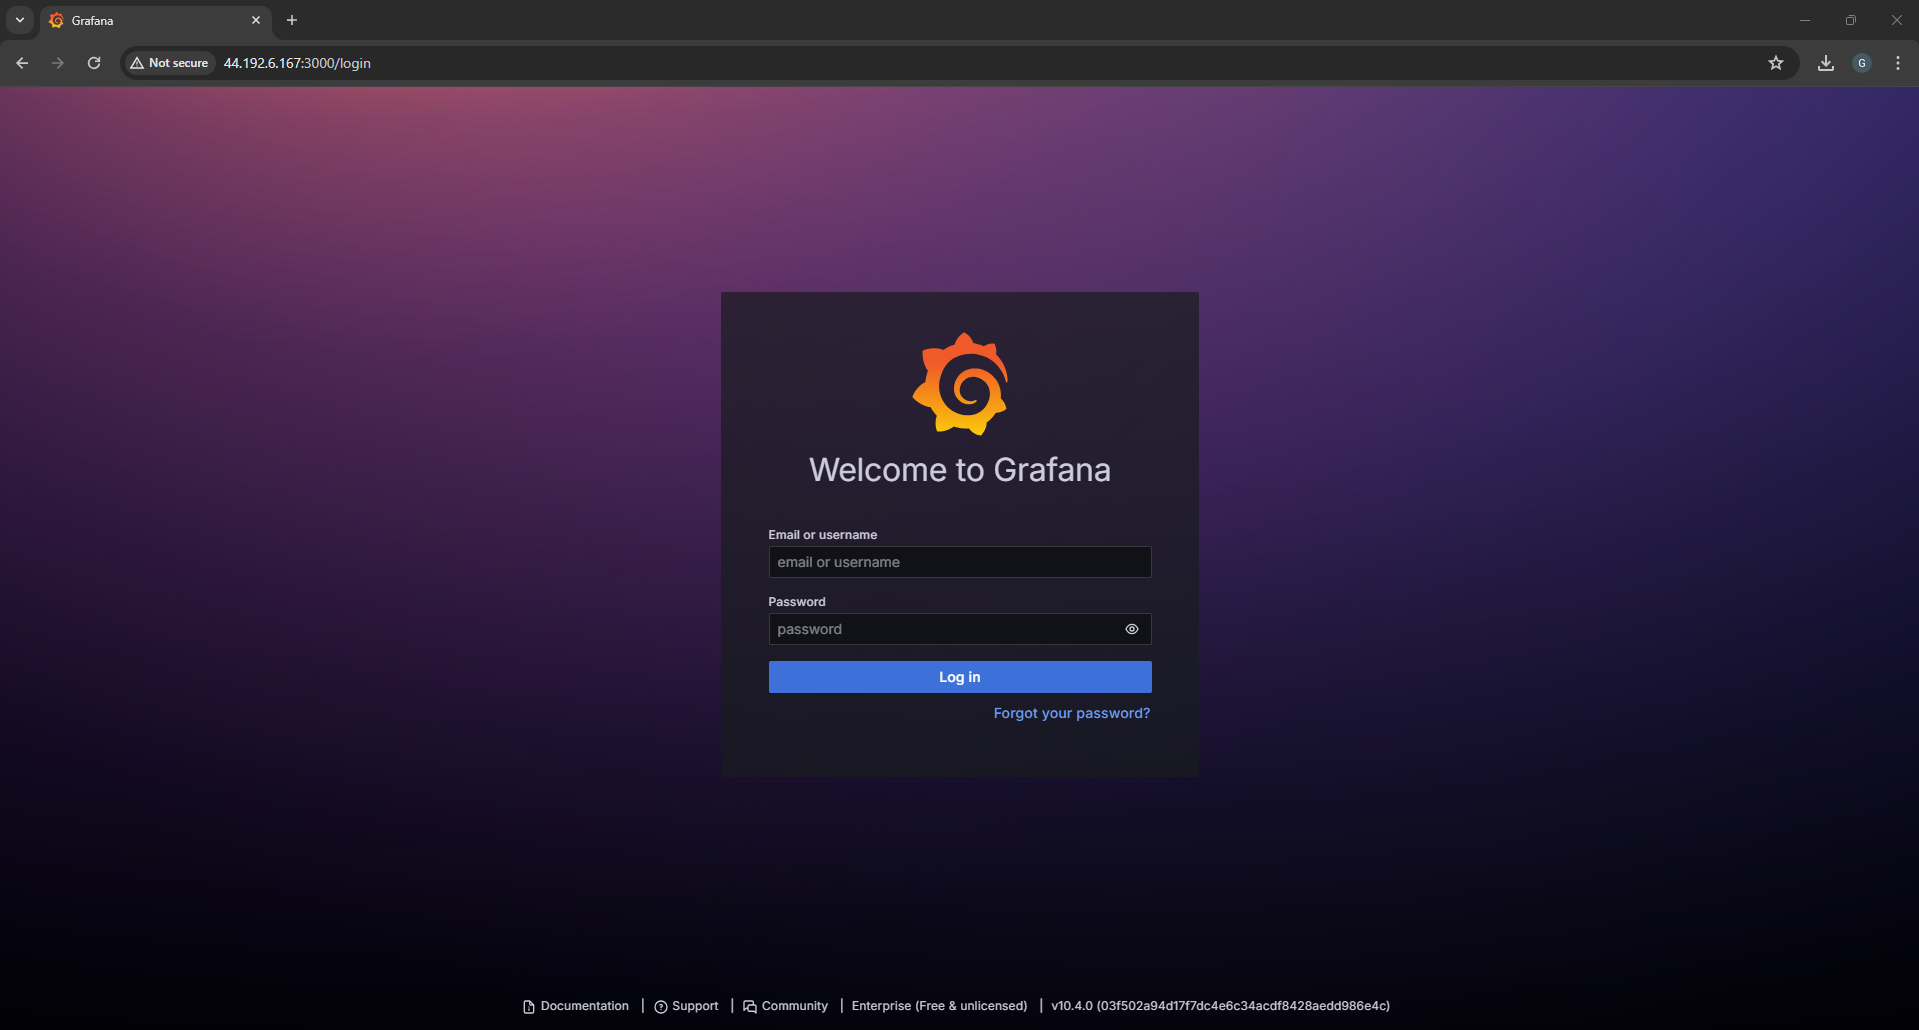 Grafana
Not secure
44.192.6.167:3000/login
G
Welcome to Grafana
Email or username
email or username
Password
password
Log in
Forgot your password?
Documentation | Support | Community | Enterprise (Free & unlicensed) | v10.4.0 (03f502a94d17f7dc4e6c34acdf8428aedd986e4c)